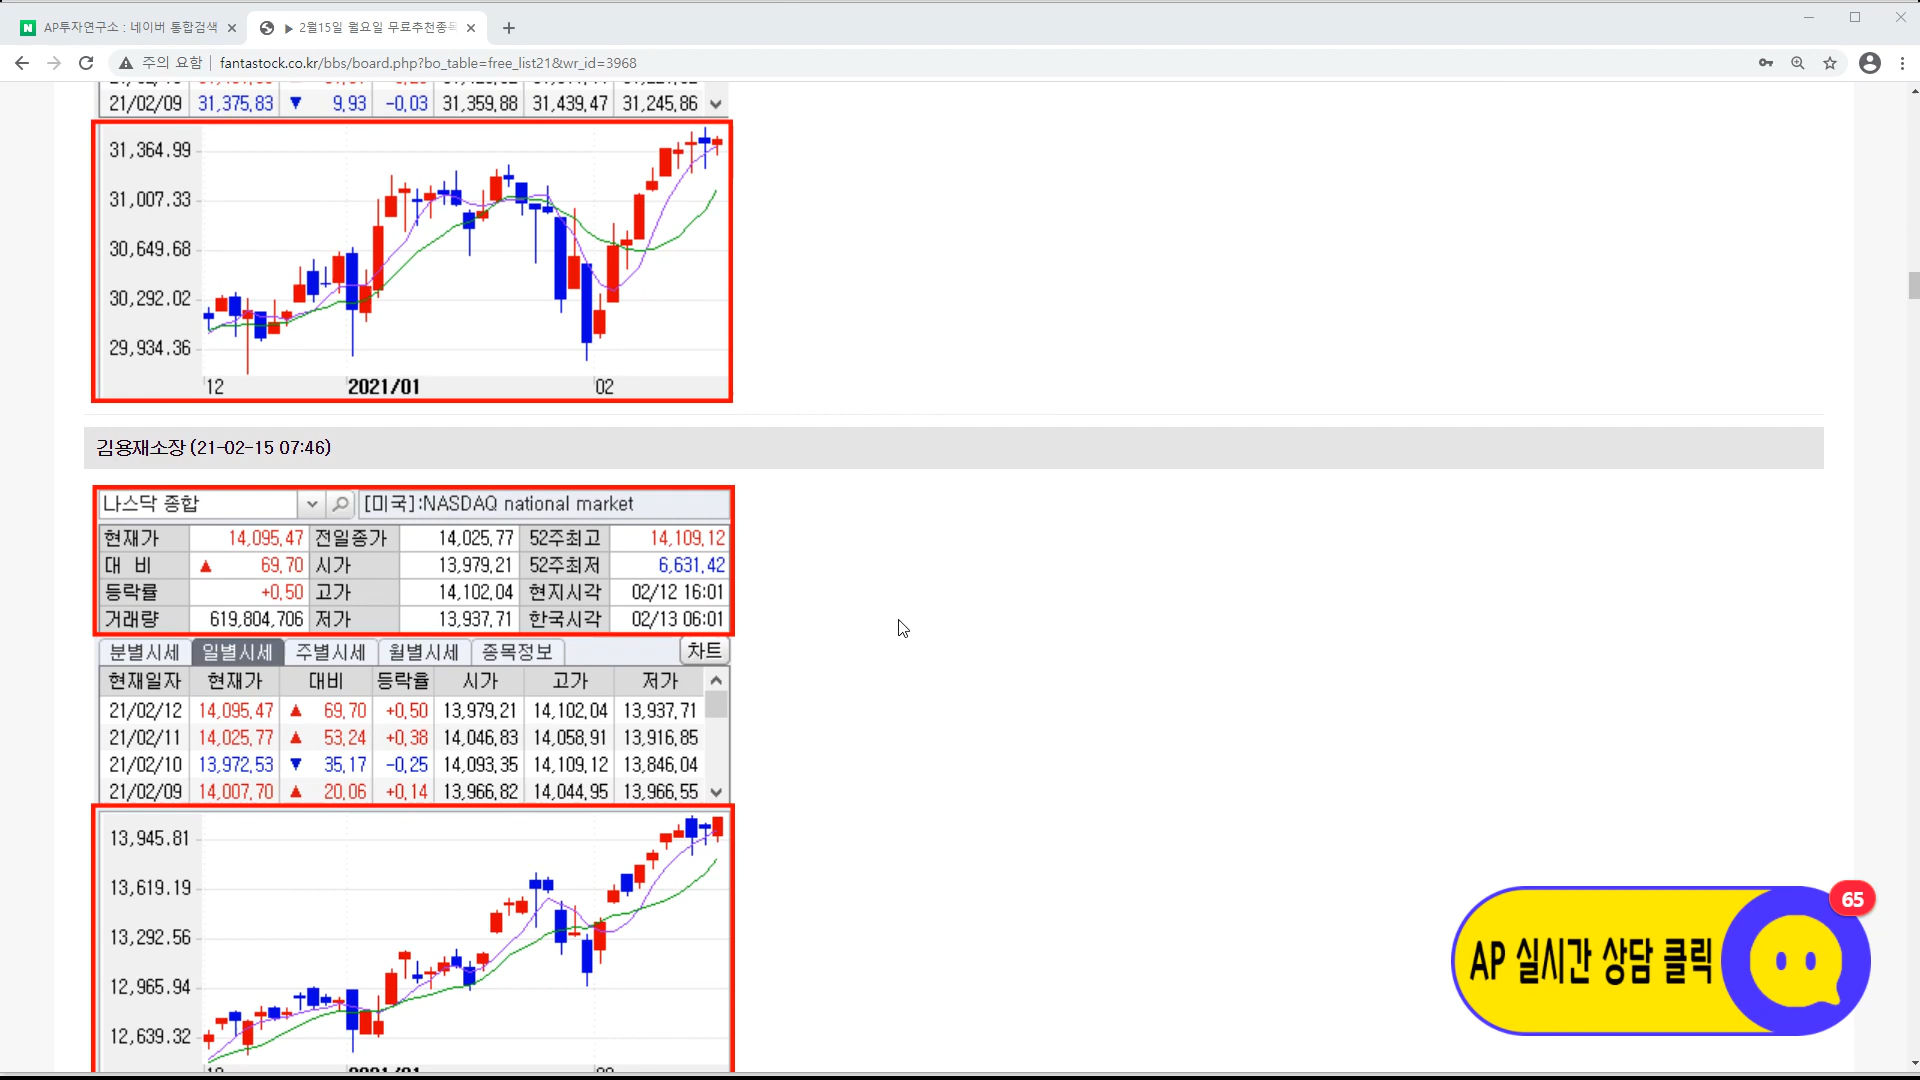 AP투자연구소 : 네이버 통합검색
▶ 2월15일 월요일 무료추천종목
주의 요함 | fantastock.co.kr/bbs/board.php?bo_table=free_list21&wr_id=3968
21/02/09 31,375.83 ▼ 9.93 -0.03 31,359.88 31,439.47 31,245.86
31,364.99
31,007.33
30,649.68
30,292.02
29,934.36
12 2021/01 02
김용재소장 (21-02-15 07:46)
나스닥 종합 [미국]:NASDAQ national market
현재가 14,095.47 전일종가 14,025.77 52주최고 14,109.12
대 비 ▲ 69.70 시가 13,979.21 52주최저 6,631.42
등락률 +0.50 고가 14,102.04 현지시각 02/12 16:01
거래량 619,804,706 저가 13,937.71 한국시각 02/13 06:01
분별시세 일별시세 주별시세 월별시세 종목정보 차트
현재일자 현재가 대비 등락율 시가 고가 저가
21/02/12 14,095.47 ▲ 69.70 +0.50 13,979.21 14,102.04 13,937.71
21/02/11 14,025.77 ▲ 53.24 +0.38 14,046.83 14,058.91 13,916.85
21/02/10 13,972.53 ▼ 35.17 -0.25 14,093.35 14,109.12 13,846.04
21/02/09 14,007.70 ▲ 20.06 +0.14 13,966.82 14,044.95 13,966.55
13,945.81
13,619.19
13,292.56
12,965.94
12,639.32
65
AP 실시간 상담 클릭